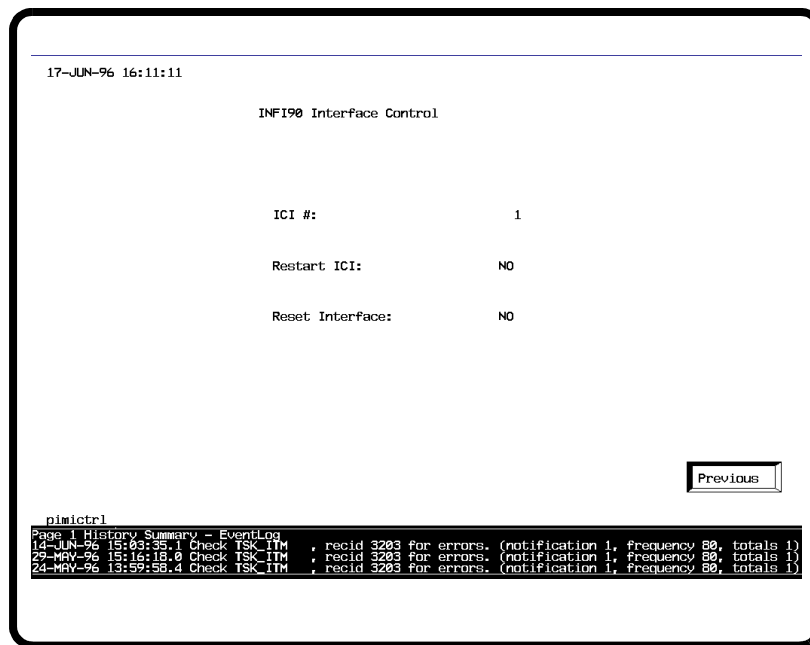 17-JUN-96 16:11:11
INFI90 Interface Control
ICI #: 1
Restart ICI: NO
Reset Interface: NO
Previous
pimictrl
Page 1 History Summary - EventLog
14-JUN-96 15:03:35.1 Check TSK_ITM , recid 3203 for errors. (notification 1, frequency 80, totals 1)
29-MAY-96 15:16:18.0 Check TSK_ITM , recid 3203 for errors. (notification 1, frequency 80, totals 1)
24-MAY-96 13:59:58.4 Check TSK_ITM , recid 3203 for errors. (notification 1, frequency 80, totals 1)